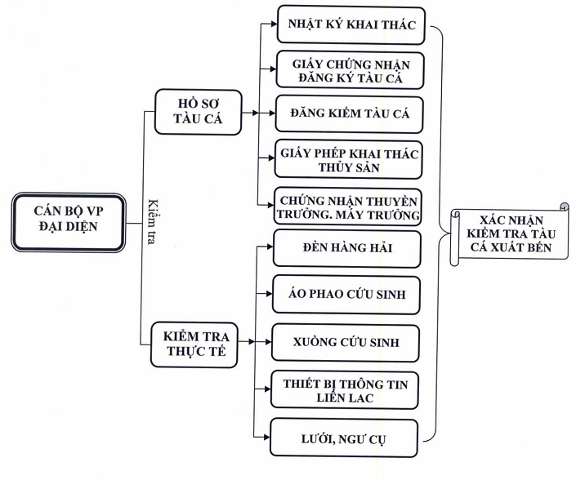 CÁN BỘ VP
ĐẠI DIỆN
Kiểm tra
HỒ SƠ
TÀU CÁ
NHẬT KÝ KHAI THÁC
GIẤY CHỨNG NHẬN
ĐĂNG KÝ TÀU CÁ
ĐĂNG KIỂM TÀU CÁ
GIẤY PHÉP KHAI THÁC
THỦY SẢN
CHỨNG NHẬN THUYỀN
TRƯỞNG. MÁY TRƯỞNG
KIỂM TRA
THỰC TẾ
ĐÈN HÀNG HẢI
ÁO PHAO CỨU SINH
XUỒNG CỨU SINH
THIẾT BỊ THÔNG TIN
LIÊN LAC
LƯỚI, NGƯ CỤ
XÁC NHẬN
KIỂM TRA TÀU
CÁ XUẤT BẾN